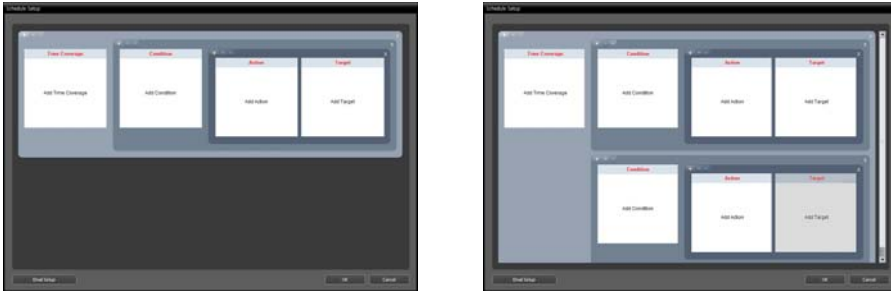 Schedule Setup
Time Coverage
Condition
Action
Target
Add Time Coverage
Add Condition
Add Action
Add Target
Email Setup
OK
Cancel
Schedule Setup
Time Coverage
Condition
Action
Target
Add Time Coverage
Add Condition
Add Action
Add Target
Condition
Action
Target
Add Condition
Add Action
Add Target
Email Setup
OK
Cancel